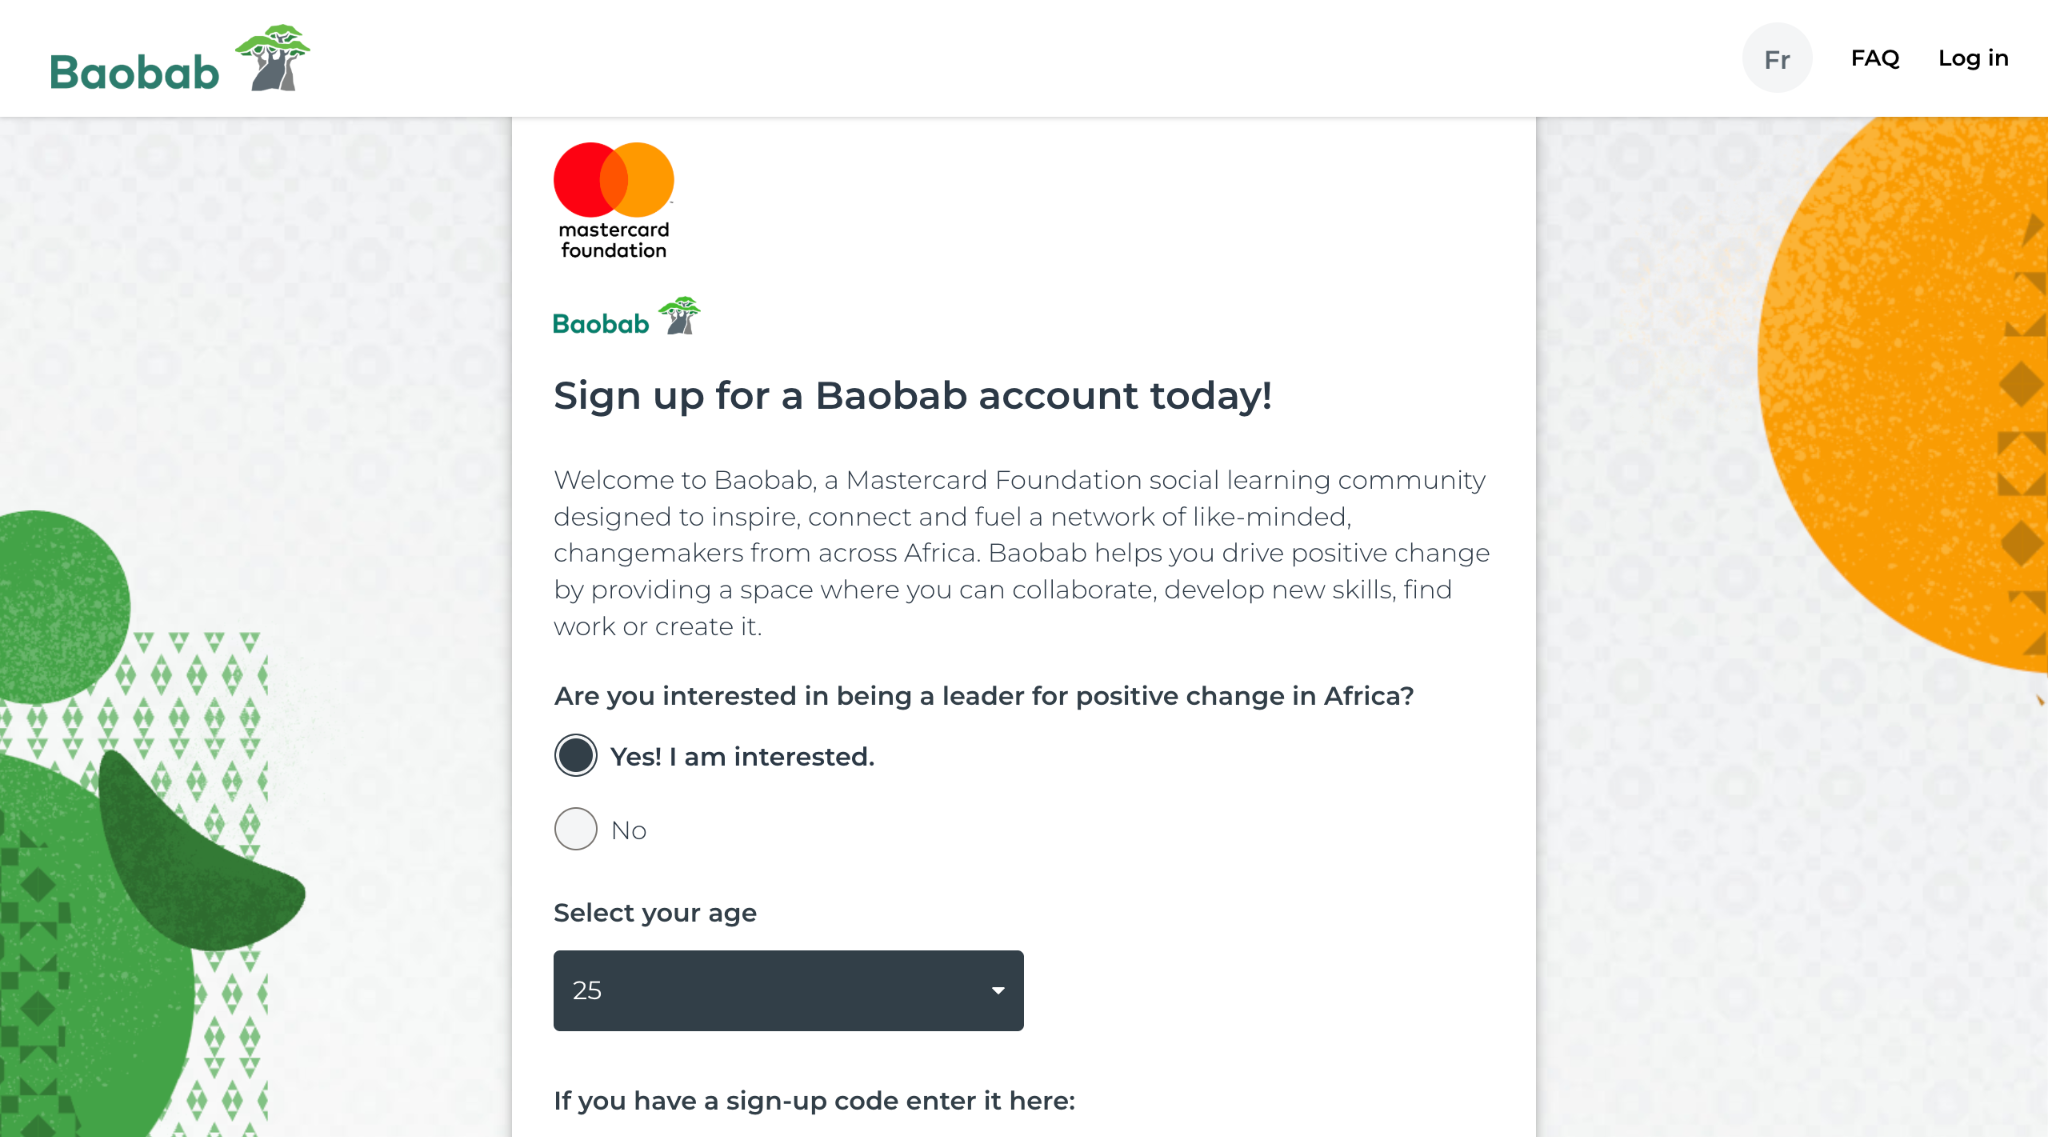 Baobab
Fr
FAQ
Log in
mastercard
foundation
Baobab
Sign up for a Baobab account today!
Welcome to Baobab, a Mastercard Foundation social learning community
designed to inspire, connect and fuel a network of like-minded,
changemakers from across Africa. Baobab helps you drive positive change
by providing a space where you can collaborate, develop new skills, find
work or create it.
Are you interested in being a leader for positive change in Africa?
Yes! I am interested.
No
Select your age
25
If you have a sign-up code enter it here: